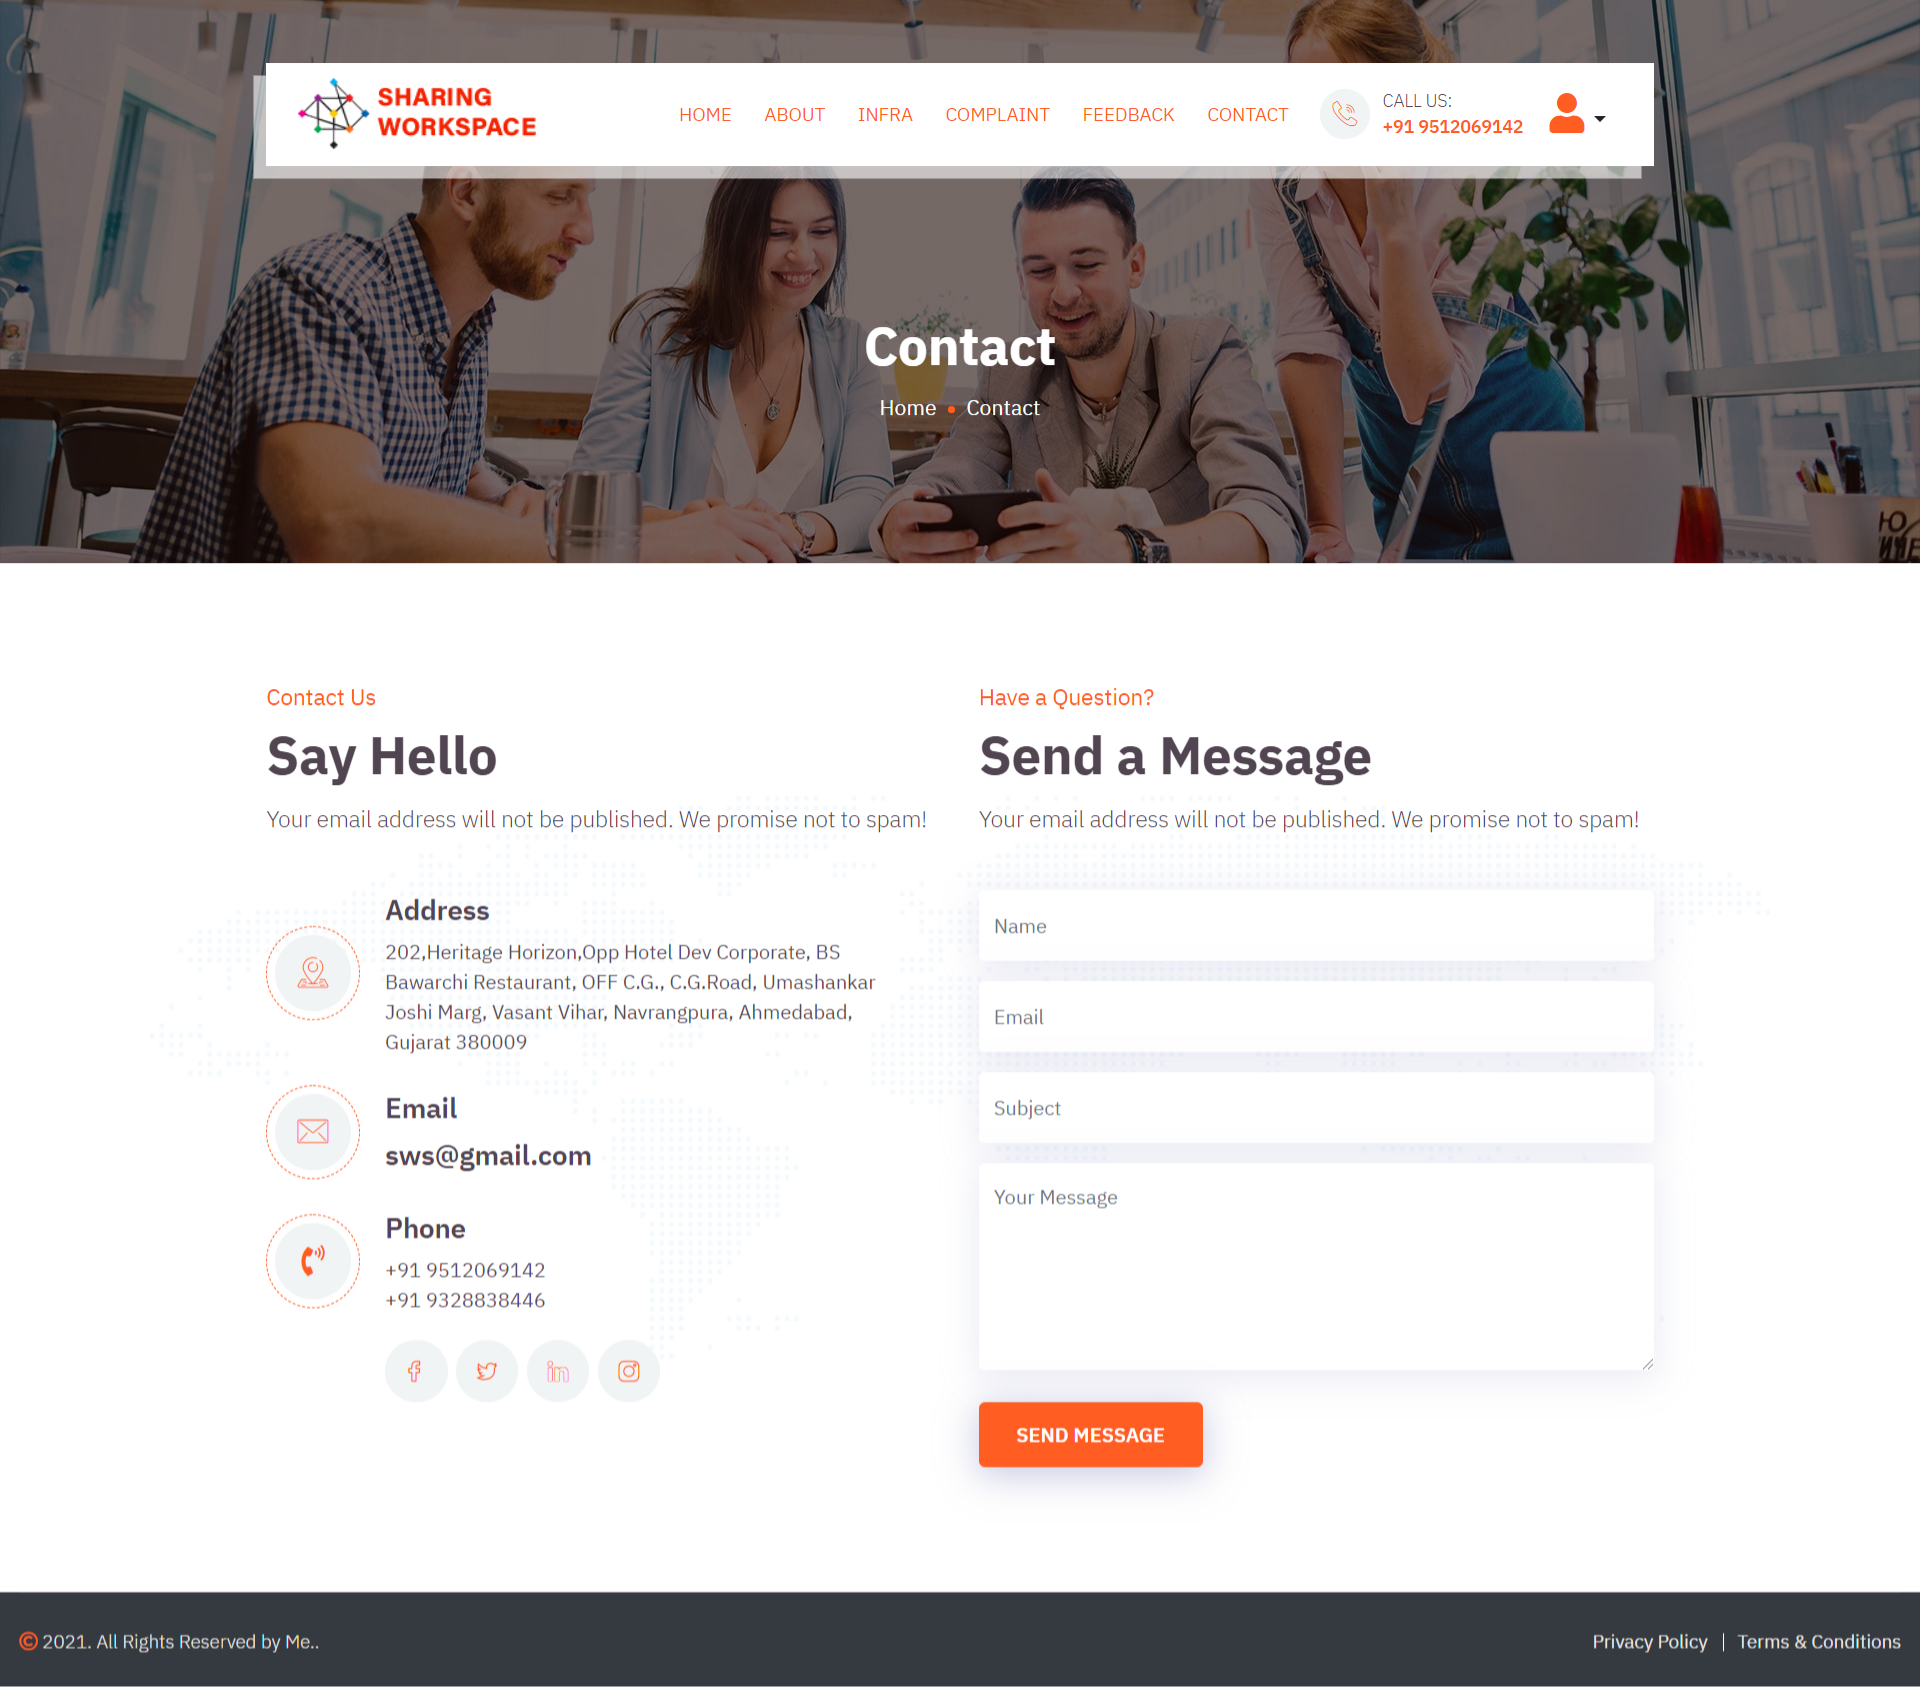 SHARING
WORKSPACE
HOME ABOUT INFRA COMPLAINT FEEDBACK CONTACT
CALL US:
+91 9512069142
Contact
Home Contact
Contact Us
Say Hello
Your email address will not be published. We promise not to spam!
Address
202,Heritage Horizon,Opp Hotel Dev Corporate, BS
Bawarchi Restaurant, OFF C.G., C.G.Road, Umashankar
Joshi Marg, Vasant Vihar, Navrangpura, Ahmedabad,
Gujarat 380009
Email
sws@gmail.com
Phone
+91 9512069142
+91 9328838446
Have a Question?
Send a Message
Your email address will not be published. We promise not to spam!
Name
Email
Subject
Your Message
SEND MESSAGE
© 2021. All Rights Reserved by Me..
Privacy Policy | Terms & Conditions